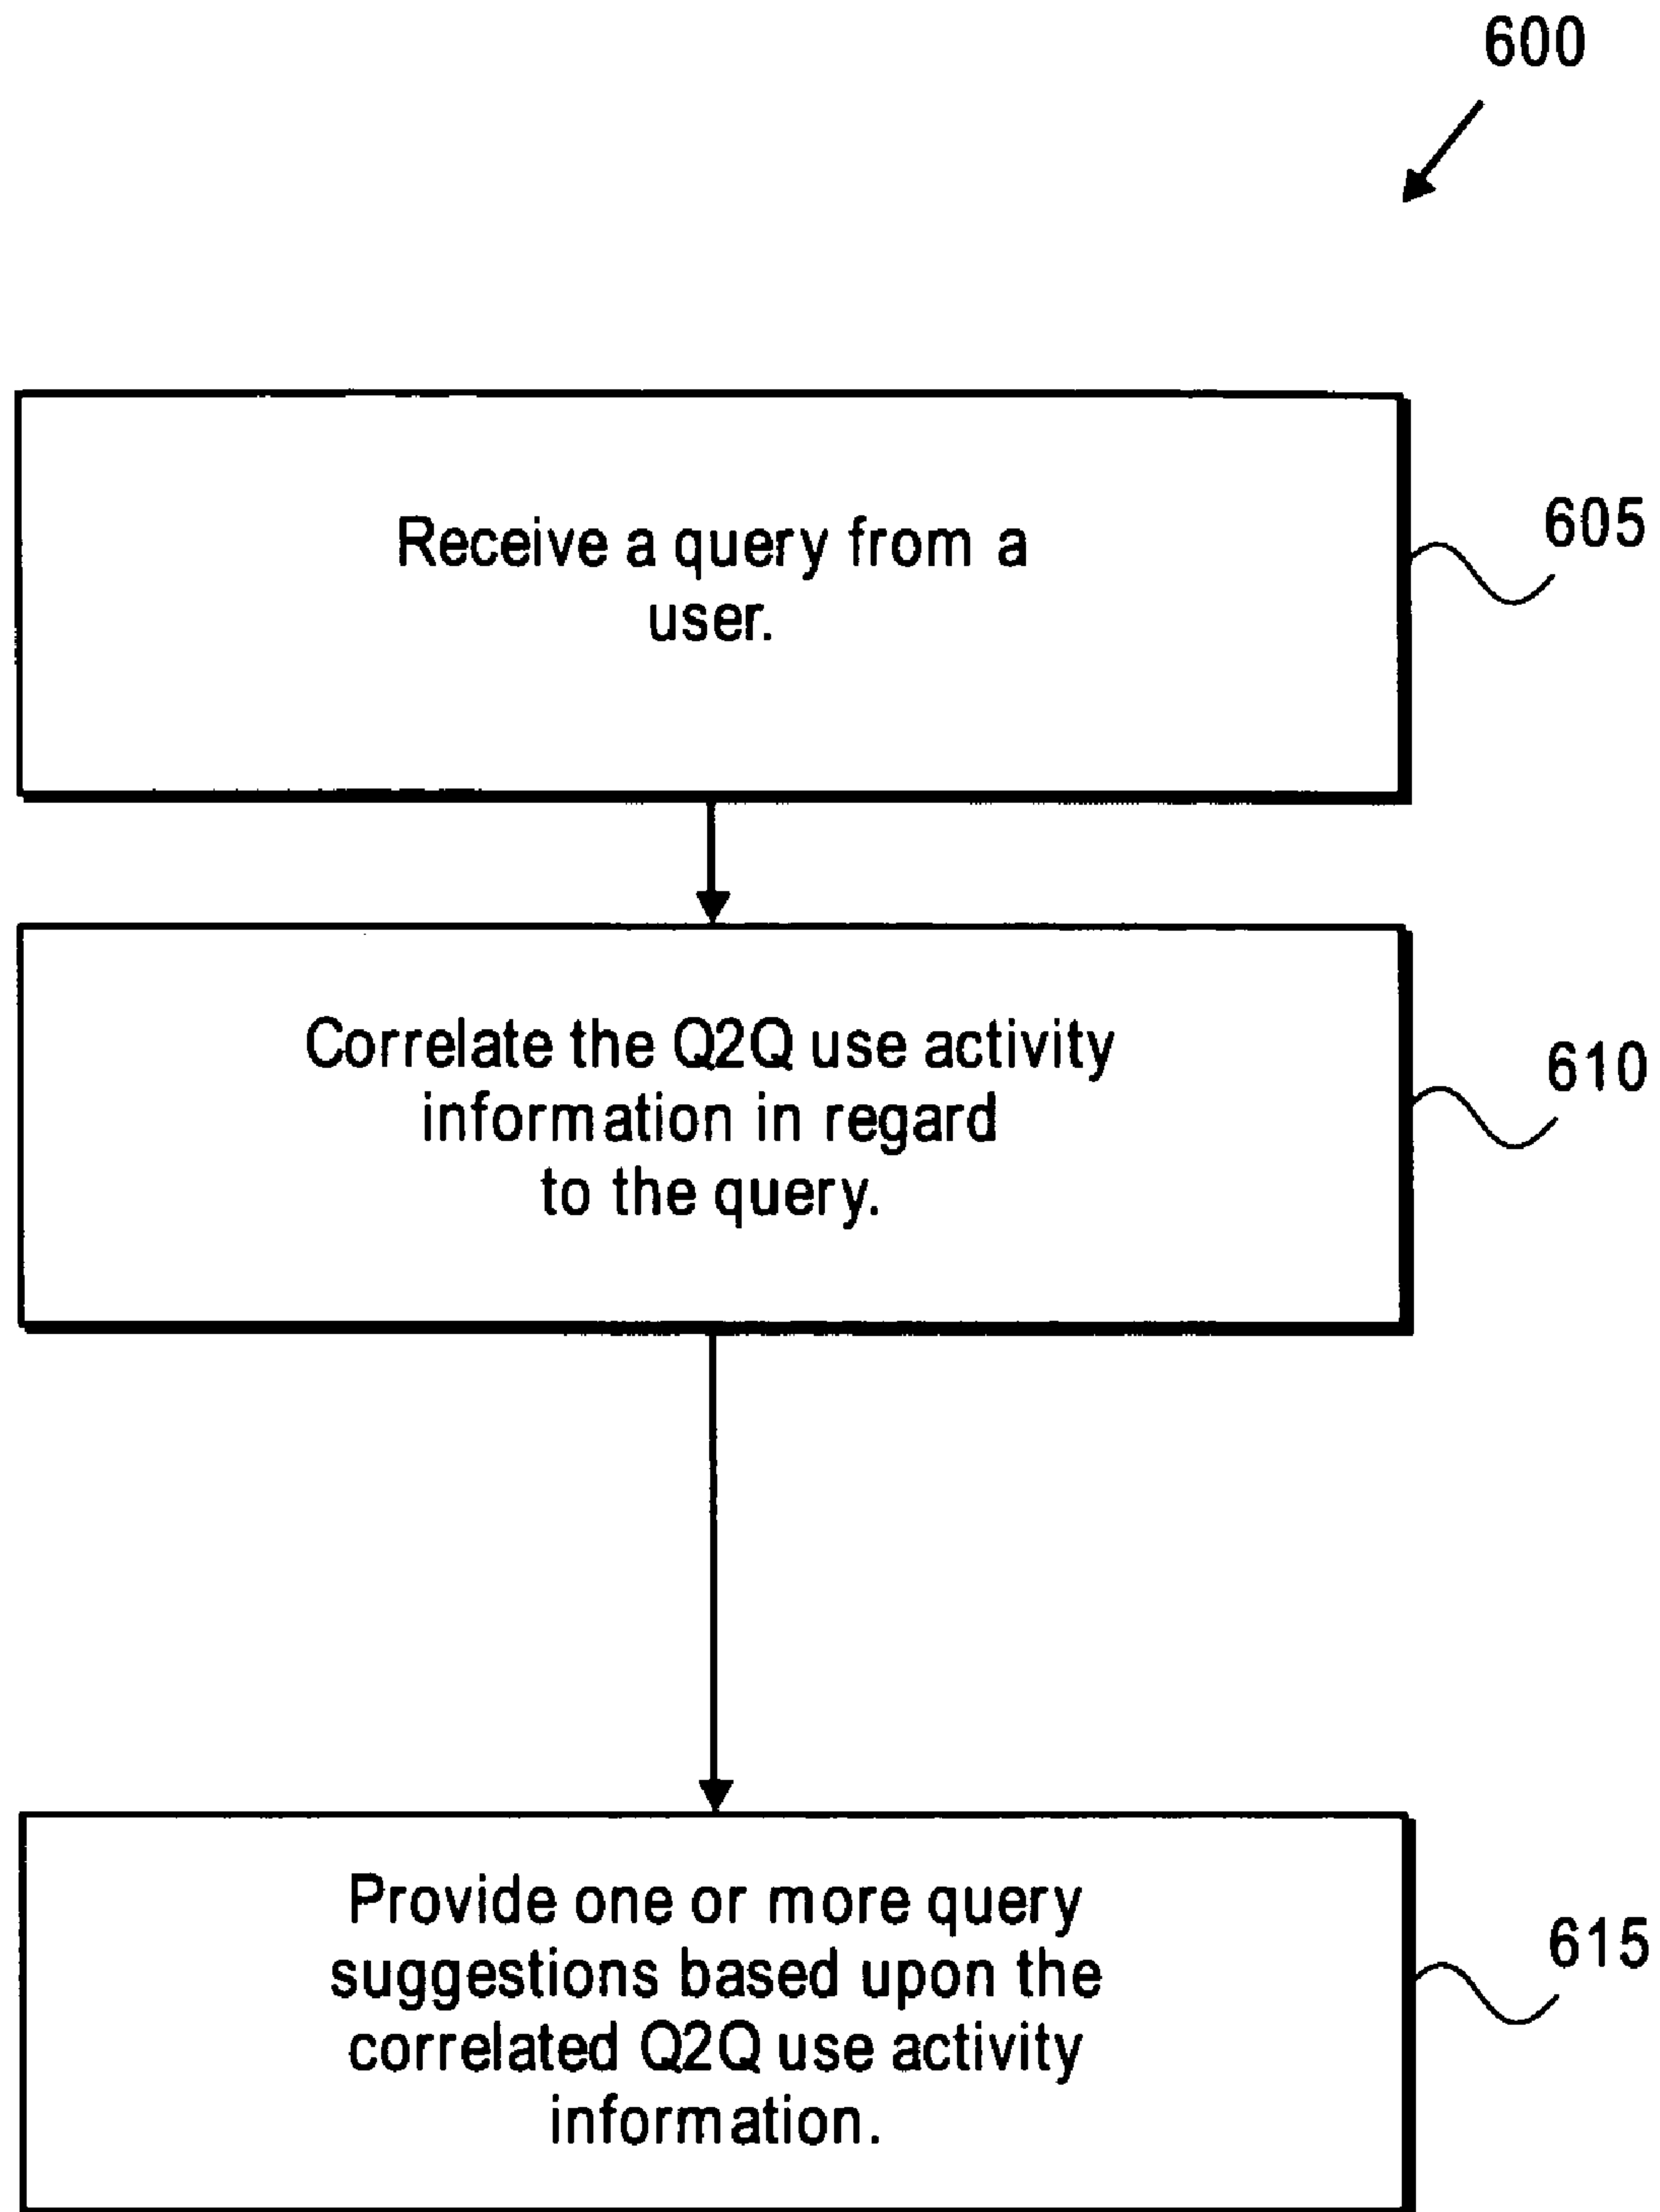 600
Receive a query from a
user.
605
Correlate the Q2Q use activity
information in regard
to the query.
610
Provide one or more query
suggestions based upon the
correlated Q2Q use activity
information.
615